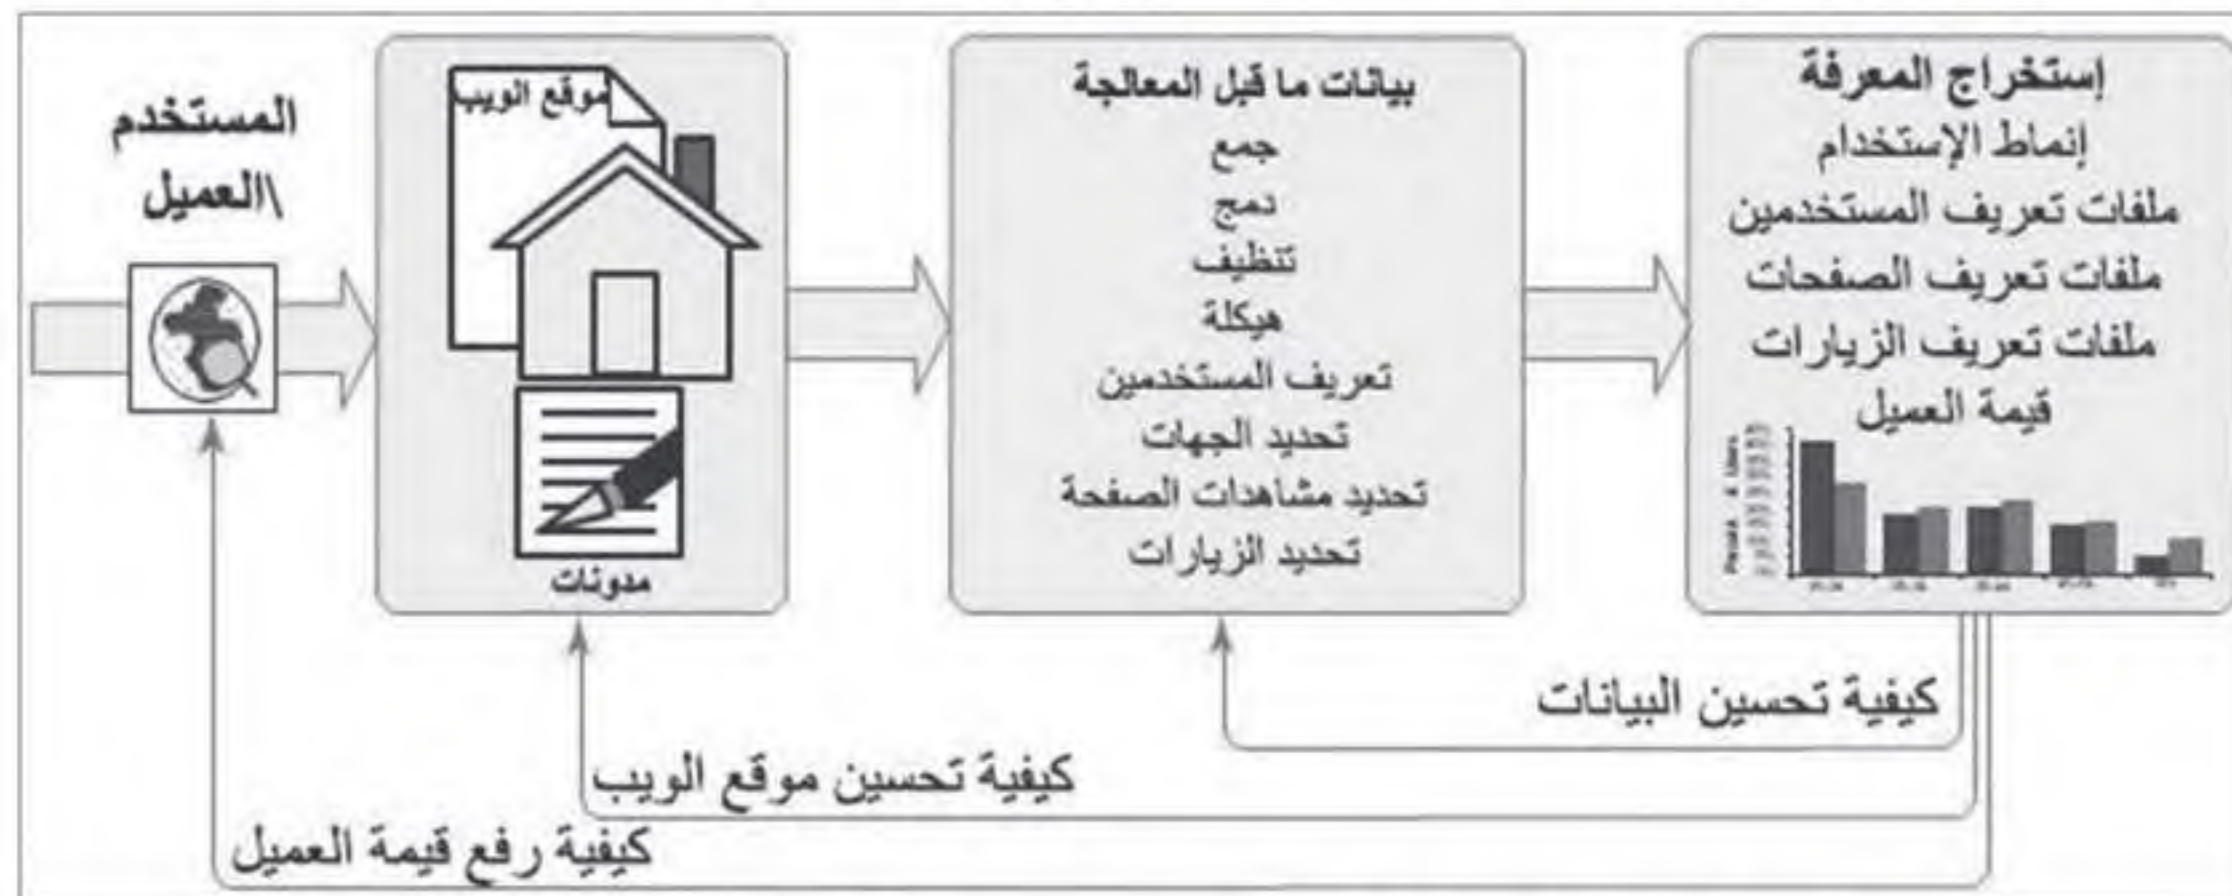 المستخدم
\العميل
موقع الويب
مدونات
بيانات ما قبل المعالجة
جمع
دمج
تنظيف
هيكلة
تعريف المستخدمين
تحديد الجهات
تحديد مشاهدات الصفحة
تحديد الزيارات
إستخراج المعرفة
إنماط الإستخدام
ملفات تعريف المستخدمين
ملفات تعريف الصفحات
ملفات تعريف الزيارات
قيمة العميل
كيفية تحسين البيانات
كيفية تحسين موقع الويب
كيفية رفع قيمة العميل